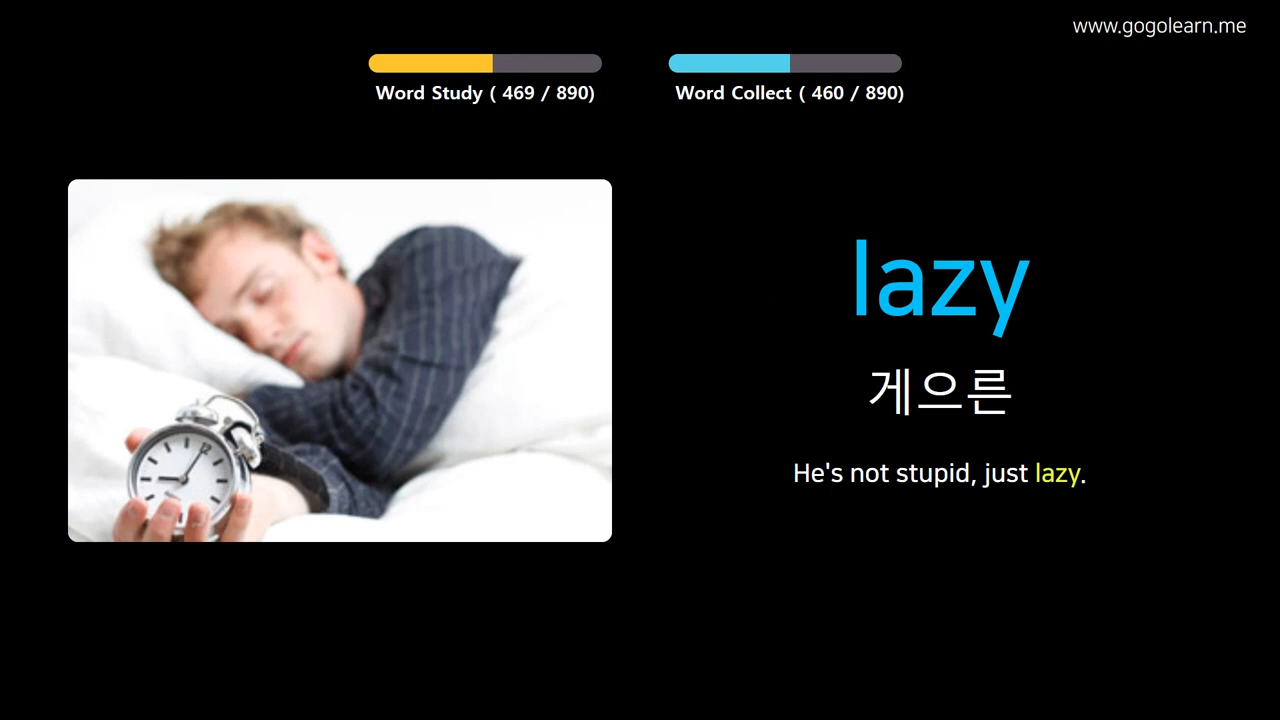 www.gogolearn.me
Word Study ( 469 / 890)
Word Collect ( 460 / 890)
lazy
게으른
He's not stupid, just lazy.
12